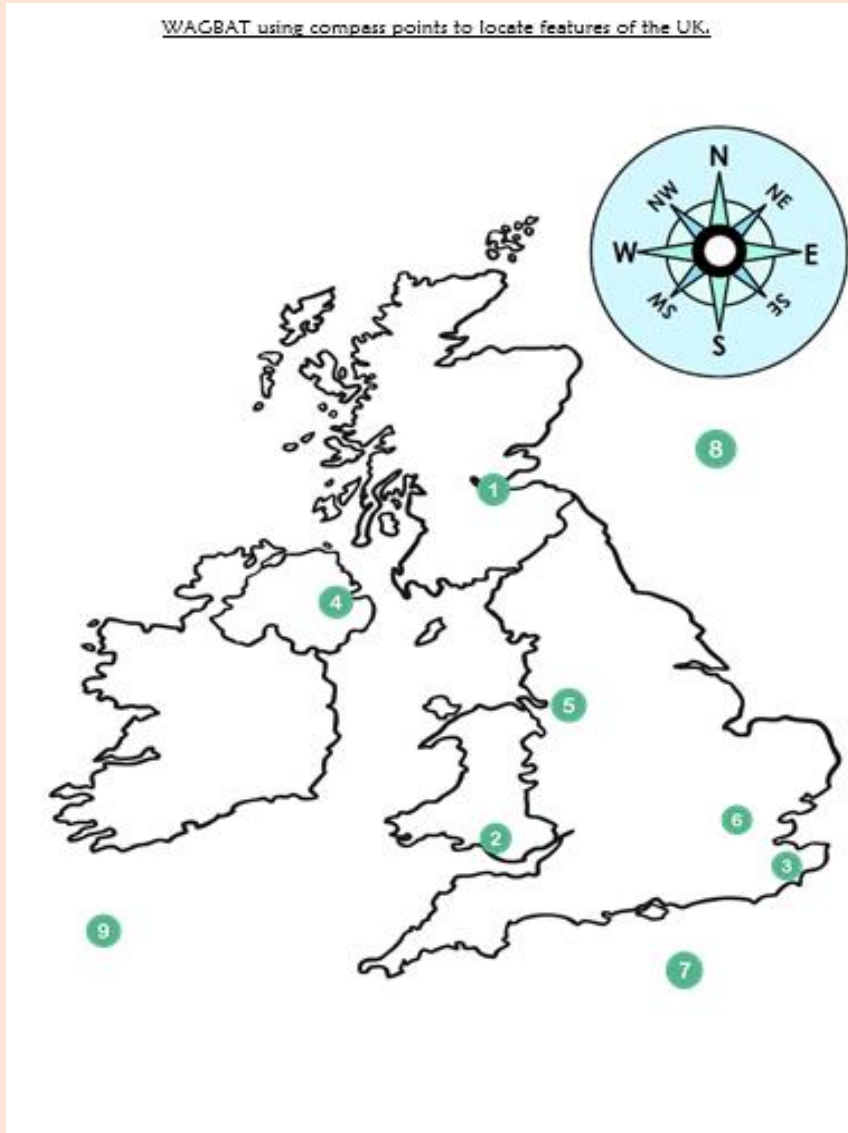 WAGBAT using compass points to locate features of the UK.
N
NW
NE
W
E
SW
SE
S
8
1
4
5
6
2
3
9
7